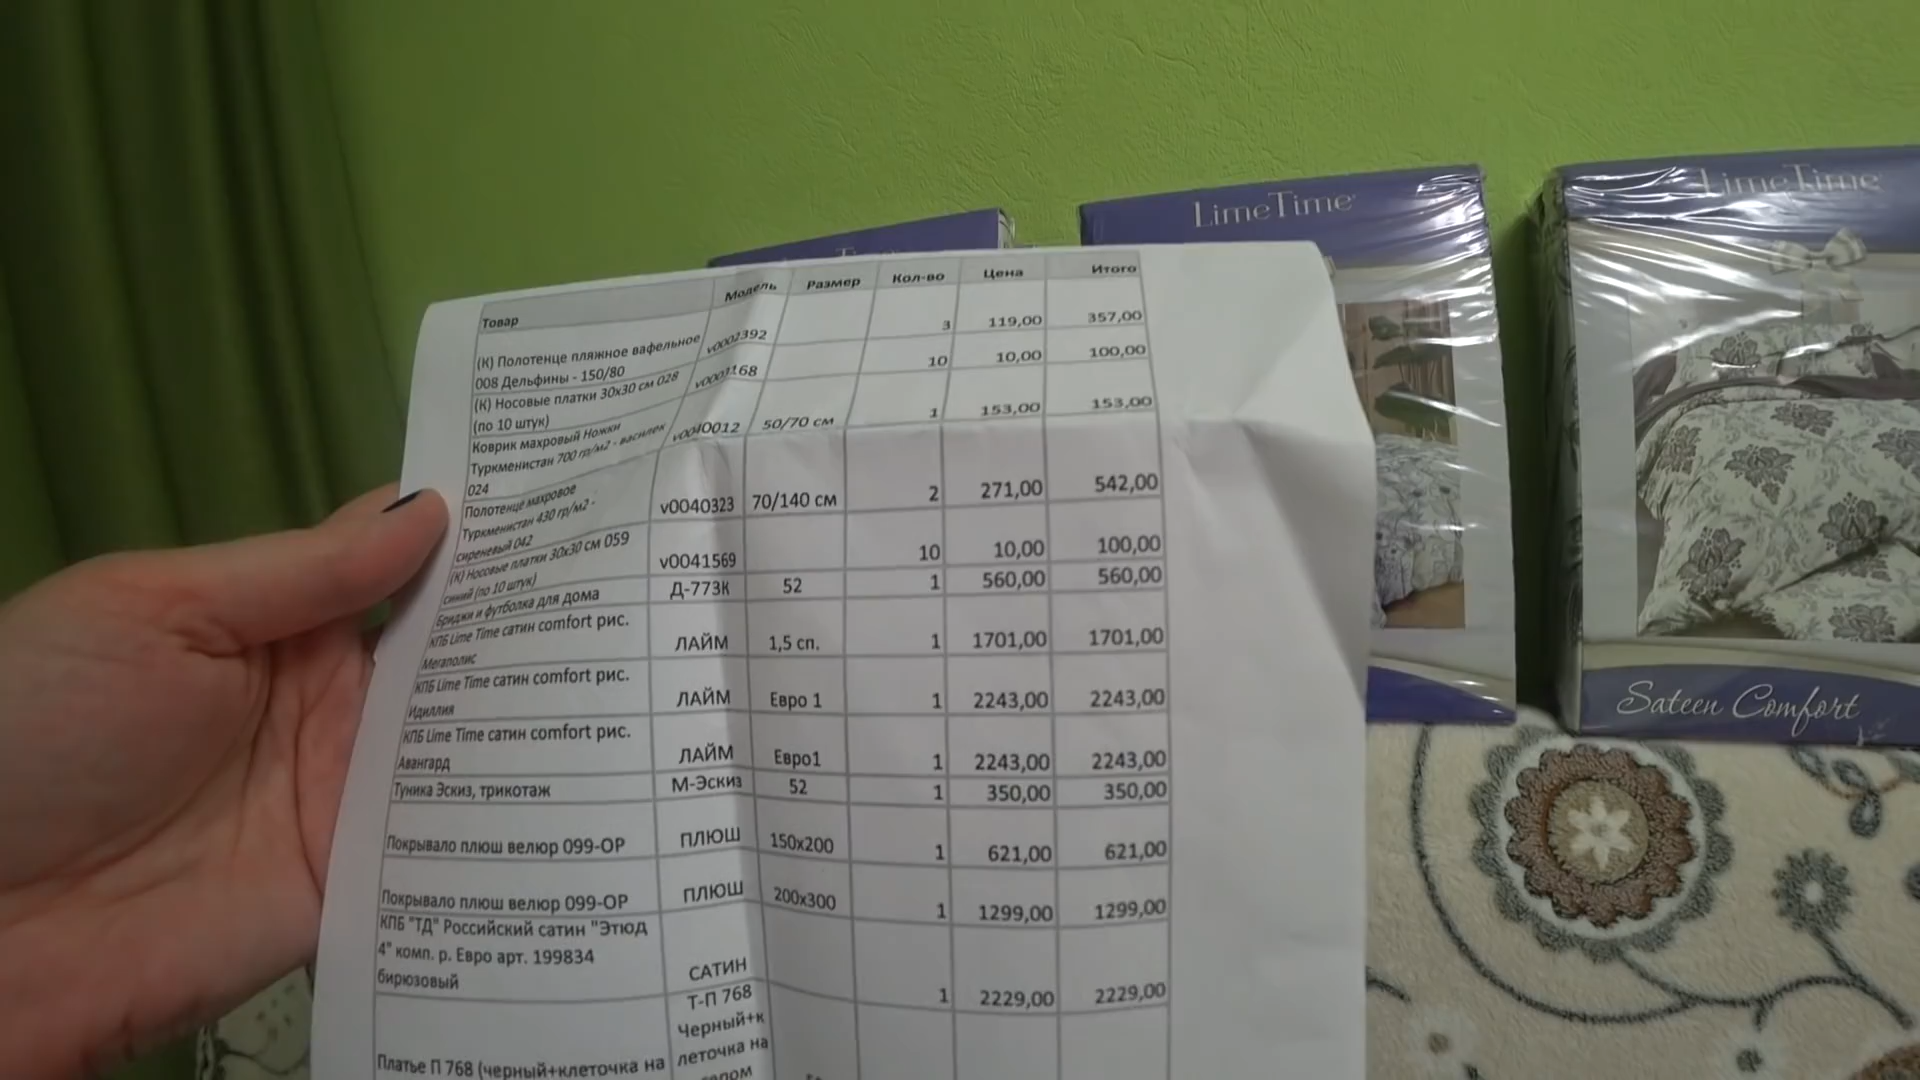 LimeTime
LimeTime
Товар Модель Размер Кол-во Цена Итого
(К) Полотенце пляжное вафельное
008 Дельфины - 150/80 v0002392 3 119,00 357,00
(К) Носовые платки 30х30 см 028
(по 10 штук) 10 10,00 100,00
Коврик махровый Ножки
Туркменистан 700 гр/м2 - василек
024 v0040012 50/70 см 1 153,00 153,00
Полотенце махровое
Туркменистан 430 гр/м2 -
сиреневый 042 v0040323 70/140 см 2 271,00 542,00
(К) Носовые платки 30х30 см 059
синий (по 10 штук) v0041569 10 10,00 100,00
Бриджи и футболка для дома Д-773К 52 1 560,00 560,00
КПБ Lime Time сатин comfort рис.
Мегаполис ЛАЙМ 1,5 сп. 1 1701,00 1701,00
КПБ Lime Time сатин comfort рис.
Идиллия ЛАЙМ Евро 1 1 2243,00 2243,00
КПБ Lime Time сатин comfort рис.
Авангард ЛАЙМ Евро1 1 2243,00 2243,00
Туника Эскиз, трикотаж М-Эскиз 52 1 350,00 350,00
Покрывало плюш велюр 099-ОР ПЛЮШ 150х200 1 621,00 621,00
Покрывало плюш велюр 099-ОР ПЛЮШ 200х300 1 1299,00 1299,00
КПБ "ТД" Российский сатин "Этюд
4" комп. р. Евро арт. 199834
бирюзовый САТИН 1 2229,00 2229,00
Т-П 768
Черный+к
Платье П 768 (черный+клеточка на леточка на
Sateen Comfort